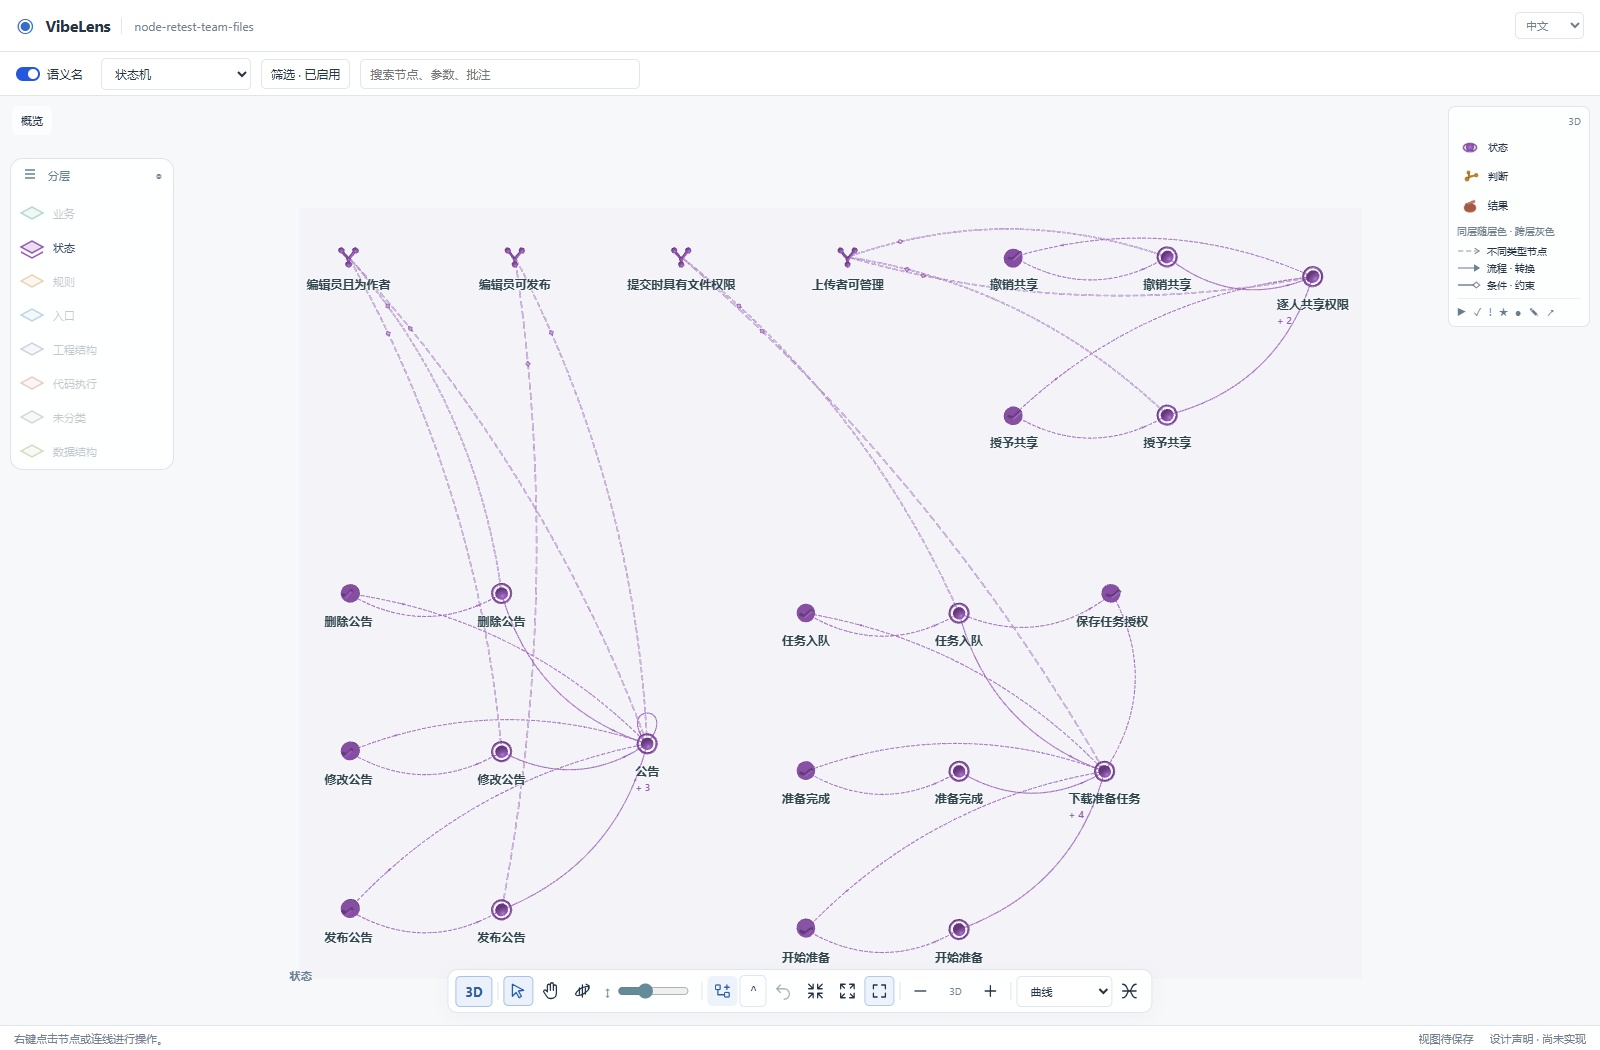 VibeLens
node-retest-team-files
中文
语义名
状态机
筛选 · 已启用
搜索节点、参数、批注
概览
分层
业务
状态
规则
入口
工程结构
代码执行
未分类
数据结构
3D
状态
判断
结果
同层随层色 · 跨层灰色
不同类型节点
流程 · 转换
条件 · 约束
编辑员且为作者
编辑员可发布
提交时具有文件权限
上传者可管理
撤销共享
撤销共享
逐人共享权限
+ 2
授予共享
授予共享
删除公告
删除公告
任务入队
任务入队
保存任务授权
修改公告
修改公告
公告
+ 3
准备完成
准备完成
下载准备任务
+ 4
发布公告
发布公告
开始准备
开始准备
状态
3D
3D
曲线
右键点击节点或连线进行操作。
视图待保存
设计声明 · 尚未实现